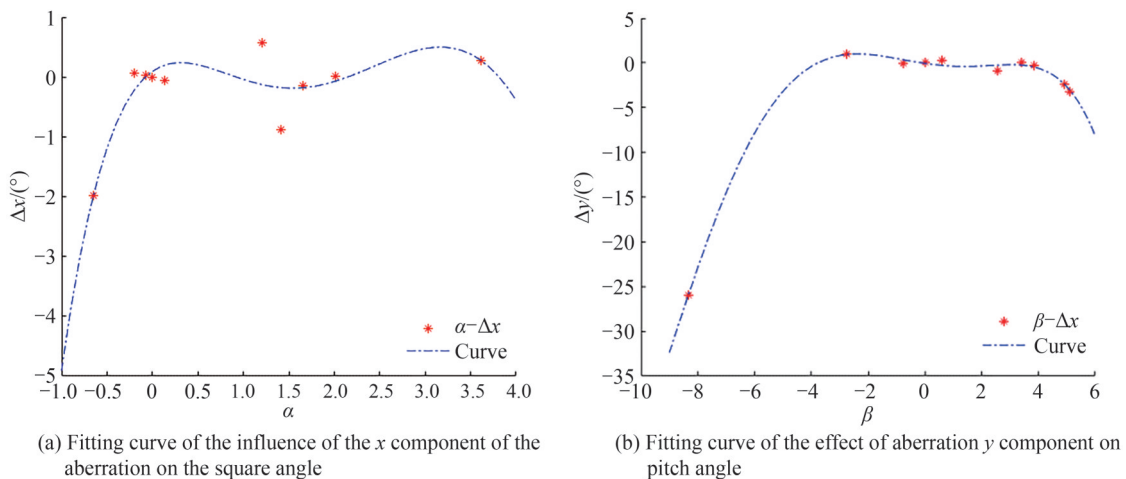 1
0
−1
−2
−3
−4
−5
Δx/(°)
−1.0 −0.5 0 0.5 1.0 1.5 2.0 2.5 3.0 3.5 4.0
α
α−Δx
Curve
(a) Fitting curve of the influence of the x component of the
aberration on the square angle
5
0
−5
−10
−15
−20
−25
−30
−35
Δy/(°)
−10 −8 −6 −4 −2 0 2 4 6
β
β−Δx
Curve
(b) Fitting curve of the effect of aberration y component on
pitch angle